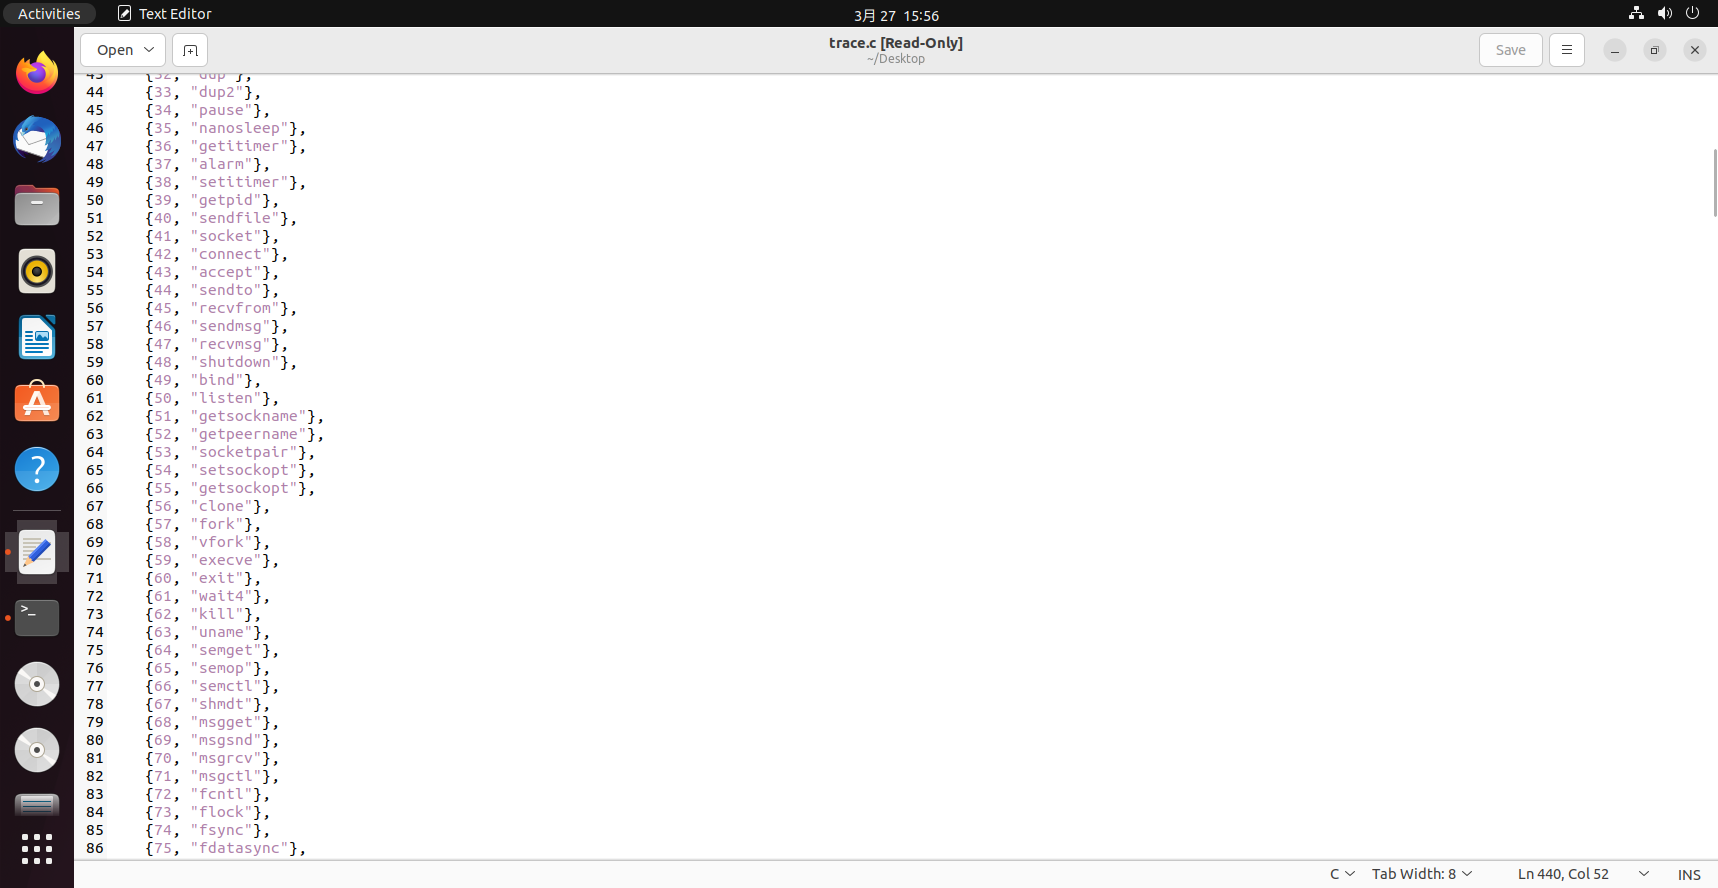 Activities
Text Editor
3月 27 15:56
Open
trace.c [Read-Only]
~/Desktop
Save
43 {32, "dup"},
44 {33, "dup2"},
45 {34, "pause"},
46 {35, "nanosleep"},
47 {36, "getitimer"},
48 {37, "alarm"},
49 {38, "setitimer"},
50 {39, "getpid"},
51 {40, "sendfile"},
52 {41, "socket"},
53 {42, "connect"},
54 {43, "accept"},
55 {44, "sendto"},
56 {45, "recvfrom"},
57 {46, "sendmsg"},
58 {47, "recvmsg"},
59 {48, "shutdown"},
60 {49, "bind"},
61 {50, "listen"},
62 {51, "getsockname"},
63 {52, "getpeername"},
64 {53, "socketpair"},
65 {54, "setsockopt"},
66 {55, "getsockopt"},
67 {56, "clone"},
68 {57, "fork"},
69 {58, "vfork"},
70 {59, "execve"},
71 {60, "exit"},
72 {61, "wait4"},
73 {62, "kill"},
74 {63, "uname"},
75 {64, "semget"},
76 {65, "semop"},
77 {66, "semctl"},
78 {67, "shmdt"},
79 {68, "msgget"},
80 {69, "msgsnd"},
81 {70, "msgrcv"},
82 {71, "msgctl"},
83 {72, "fcntl"},
84 {73, "flock"},
85 {74, "fsync"},
86 {75, "fdatasync"},
C
Tab Width: 8
Ln 440, Col 52
INS